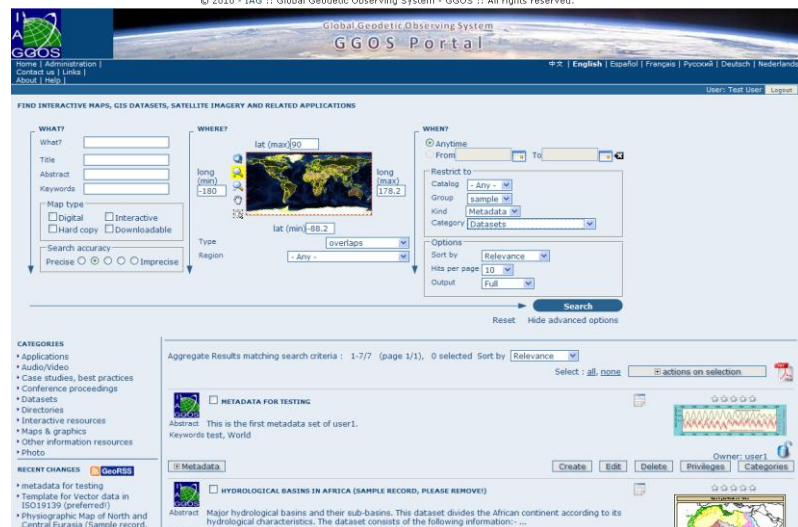 © 2010 - IAG :: Global Geodetic Observing System - GGOS :: All rights reserved.
I
A
GGOS
Global Geodetic Observing System
GGOS Portal
Home | Administration |
Contact us | Links |
About | Help |
中文 | English | Español | Français | Русский | Deutsch | Nederlands
User: Test User Logout
FIND INTERACTIVE MAPS, GIS DATASETS, SATELLITE IMAGERY AND RELATED APPLICATIONS
WHAT?
What?
Title
Abstract
Keywords
Map type
Digital Interactive
Hard copy Downloadable
Search accuracy
Precise Imprecise
WHERE?
lat (max) 90
long (min) -180
long (max) 178.2
lat (min) -88.2
Type overlaps
Region - Any -
WHEN?
Anytime
From To
Restrict to
Catalog - Any -
Group sample
Kind Metadata
Category Datasets
Options
Sort by Relevance
Hits per page 10
Output Full
Search
Reset Hide advanced options
CATEGORIES
Applications
Audio/Video
Case studies, best practices
Conference proceedings
Datasets
Directories
Interactive resources
Maps & graphics
Other information resources
Photo
RECENT CHANGES GeoRSS
metadata for testing
Template for Vector data in
ISO19139 (preferred!)
Physiographic Map of North and
Central Eurasia (Sample record,
Aggregate Results matching search criteria : 1-7/7 (page 1/1), 0 selected Sort by Relevance
Select : all, none actions on selection
METADATA FOR TESTING
Abstract This is the first metadata set of user1.
Keywords test, World
Owner: user1
Metadata Create Edit Delete Privileges Categories
HYDROLOGICAL BASINS IN AFRICA (SAMPLE RECORD, PLEASE REMOVE!)
Abstract Major hydrological basins and their sub-basins. This dataset divides the African continent according to its
hydrological characteristics. The dataset consists of the following information:- ...